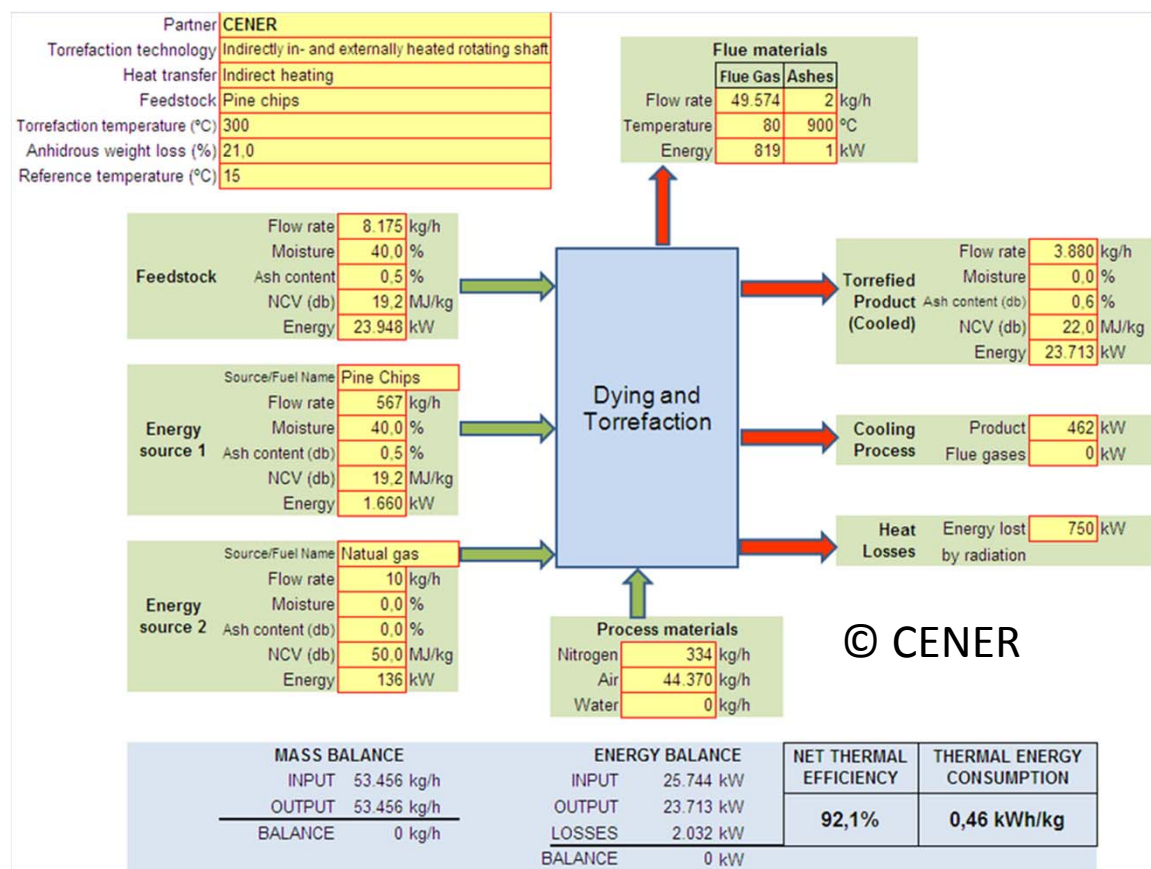 Partner CENER
Torrefaction technology Indirectly in- and externally heated rotating shaft
Heat transfer Indirect heating
Feedstock Pine chips
Torrefaction temperature (ºC) 300
Anhidrous weight loss (%) 21,0
Reference temperature (ºC) 15
Flue materials
Flue Gas Ashes
Flow rate 49.574 2 kg/h
Temperature 80 900 ºC
Energy 819 1 kW
Feedstock
Flow rate 8.175 kg/h
Moisture 40,0 %
Ash content 0,5 %
NCV (db) 19,2 MJ/kg
Energy 23.948 kW
Energy source 1
Source/Fuel Name Pine Chips
Flow rate 567 kg/h
Moisture 40,0 %
Ash content (db) 0,5 %
NCV (db) 19,2 MJ/kg
Energy 1.660 kW
Energy source 2
Source/Fuel Name Natual gas
Flow rate 10 kg/h
Moisture 0,0 %
Ash content (db) 0,0 %
NCV (db) 50,0 MJ/kg
Energy 136 kW
Dying and
Torrefaction
Torrefied
Product
(Cooled)
Flow rate 3.880 kg/h
Moisture 0,0 %
Ash content (db) 0,6 %
NCV (db) 22,0 MJ/kg
Energy 23.713 kW
Cooling
Process
Product 462 kW
Flue gases 0 kW
Heat
Losses
Energy lost 750 kW
by radiation
Process materials
Nitrogen 334 kg/h
Air 44.370 kg/h
Water 0 kg/h
© CENER
MASS BALANCE
INPUT 53.456 kg/h
OUTPUT 53.456 kg/h
BALANCE 0 kg/h
ENERGY BALANCE
INPUT 25.744 kW
OUTPUT 23.713 kW
LOSSES 2.032 kW
BALANCE 0 kW
NET THERMAL
EFFICIENCY
92,1%
THERMAL ENERGY
CONSUMPTION
0,46 kWh/kg